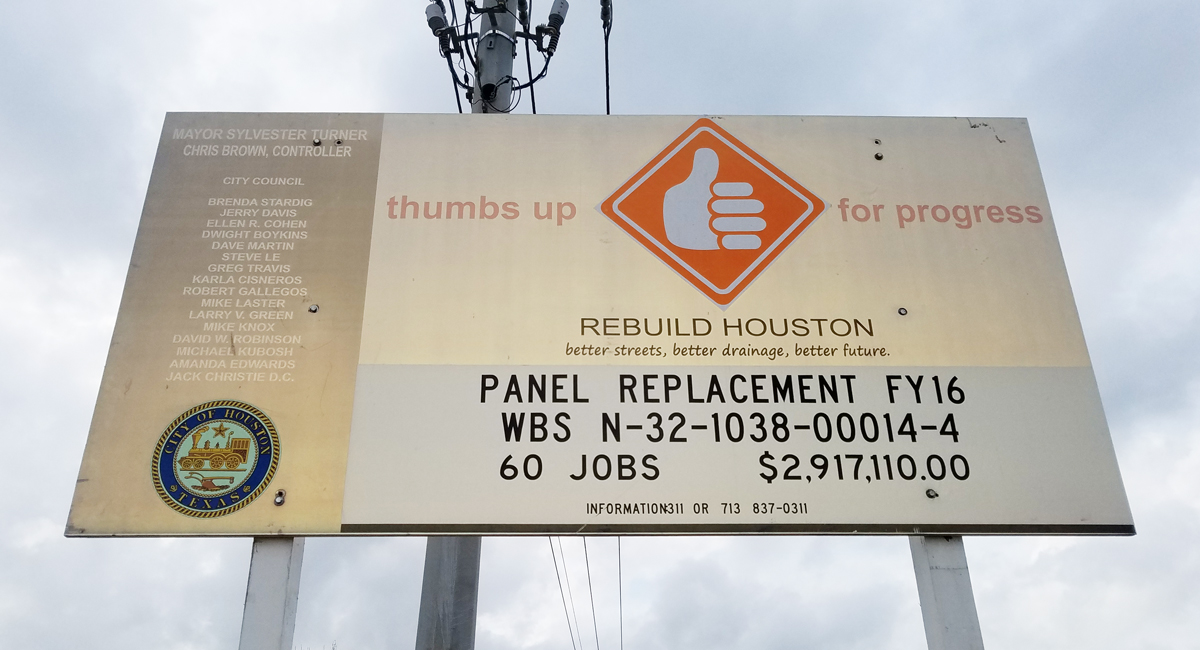 MAYOR SYLVESTER TURNER
CHRIS BROWN, CONTROLLER
CITY COUNCIL
BRENDA STARDIG
JERRY DAVIS
ELLEN R. COHEN
DWIGHT BOYKINS
DAVE MARTIN
STEVE LE
GREG TRAVIS
KARLA CISNEROS
ROBERT GALLEGOS
MIKE LASTER
LARRY V. GREEN
MIKE KNOX
DAVID W. ROBINSON
MICHAEL KUBOSH
AMANDA EDWARDS
JACK CHRISTIE D.C.
CITY OF HOUSTON
TEXAS
thumbs up for progress
REBUILD HOUSTON
better streets, better drainage, better future.
PANEL REPLACEMENT FY16
WBS N-32-1038-00014-4
60 JOBS $2,917,110.00
INFORMATION:311 OR 713 837-0311